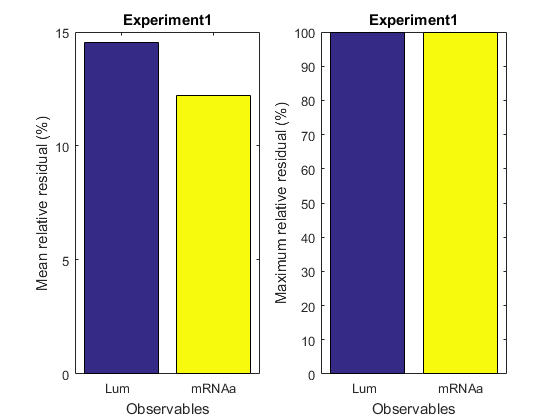 Experiment1
Mean relative residual (%)
15
10
5
0
Lum mRNAa
Observables
Experiment1
Maximum relative residual (%)
100
90
80
70
60
50
40
30
20
10
0
Lum mRNAa
Observables